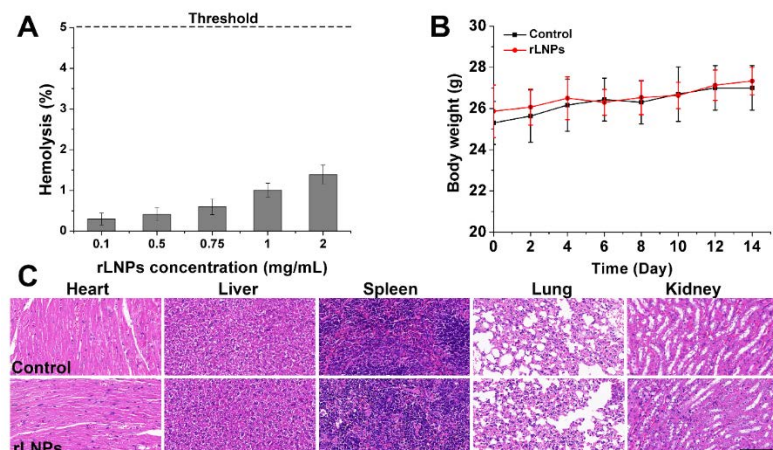 A
Threshold
5
4
3
2
1
0
Hemolysis (%)
0.1 0.5 0.75 1 2
rLNPs concentration (mg/mL)
B
Control
rLNPs
30
28
26
24
22
20
Body weight (g)
0 2 4 6 8 10 12 14
Time (Day)
C
Heart Liver Spleen Lung Kidney
Control
rLNPs